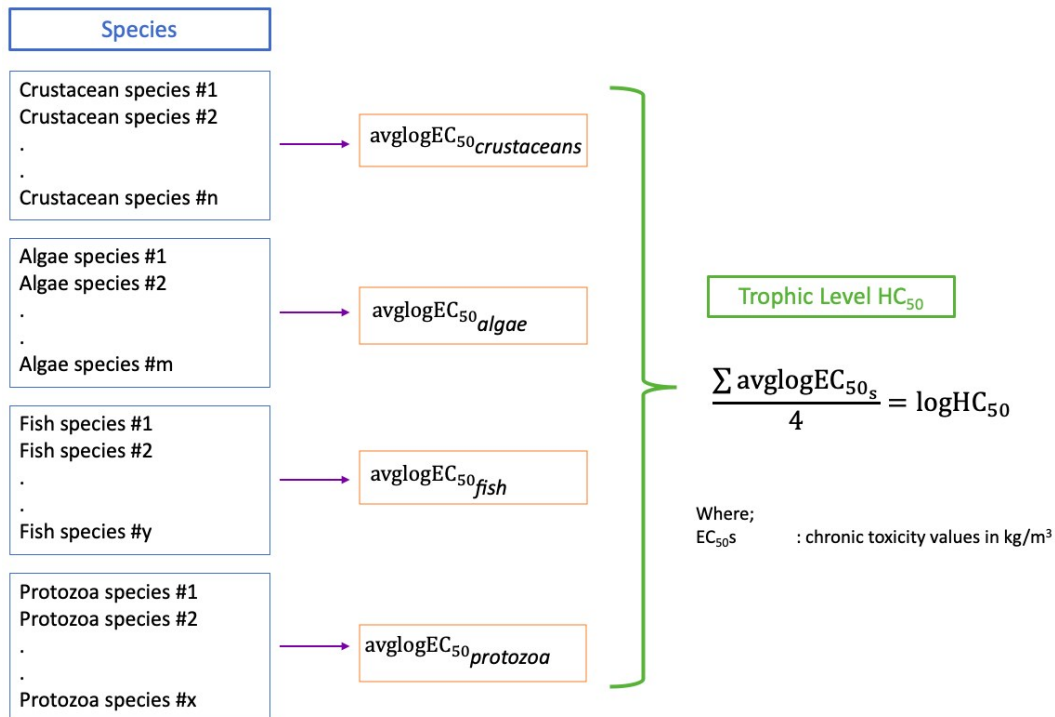 Species
Crustacean species #1
Crustacean species #2
.
.
Crustacean species #n
avglogEC₅₀crustaceans
Algae species #1
Algae species #2
.
.
Algae species #m
avglogEC₅₀algae
Fish species #1
Fish species #2
.
.
Fish species #y
avglogEC₅₀fish
Protozoa species #1
Protozoa species #2
.
.
Protozoa species #x
avglogEC₅₀protozoa
Trophic Level HC₅₀
∑ avglogEC₅₀ₛ
4
= logHC₅₀
Where;
EC₅₀s : chronic toxicity values in kg/m³